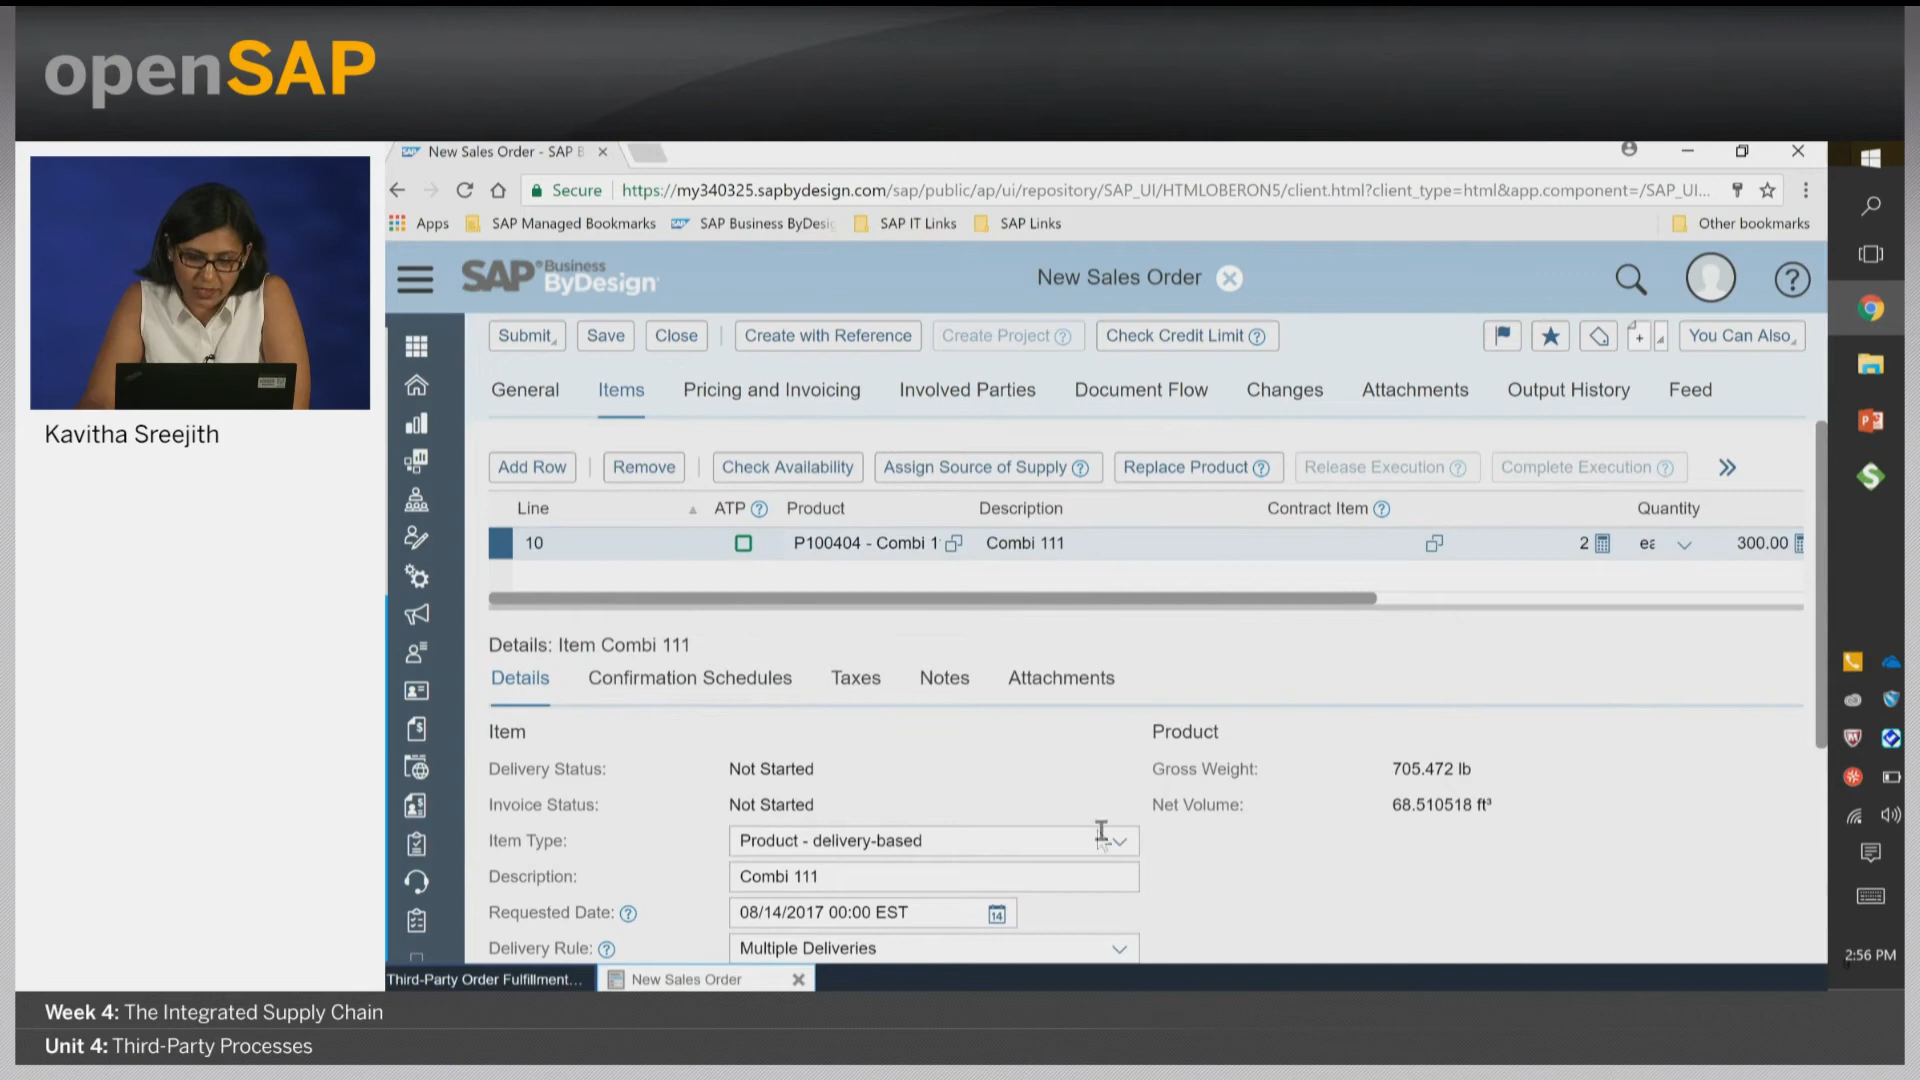 openSAP
Kavitha Sreejith
New Sales Order - SAP B
Secure https://my340325.sapbydesign.com/sap/public/ap/ui/repository/SAP_UI/HTMLOBERON5/client.html?client_type=html&app.component=/SAP_UI...
Apps SAP Managed Bookmarks SAP Business ByDesig SAP IT Links SAP Links Other bookmarks
SAP Business ByDesign New Sales Order
Submit Save Close Create with Reference Create Project Check Credit Limit You Can Also
General Items Pricing and Invoicing Involved Parties Document Flow Changes Attachments Output History Feed
Add Row Remove Check Availability Assign Source of Supply Replace Product Release Execution Complete Execution
Line ATP Product Description Contract Item Quantity
10 P100404 - Combi 1 Combi 111 2 ea 300.00
Details: Item Combi 111
Details Confirmation Schedules Taxes Notes Attachments
Item Product
Delivery Status: Not Started Gross Weight: 705.472 lb
Invoice Status: Not Started Net Volume: 68.510518 ft³
Item Type: Product - delivery-based
Description: Combi 111
Requested Date: 08/14/2017 00:00 EST
Delivery Rule: Multiple Deliveries
Third-Party Order Fulfillment... New Sales Order
2:56 PM
Week 4: The Integrated Supply Chain
Unit 4: Third-Party Processes